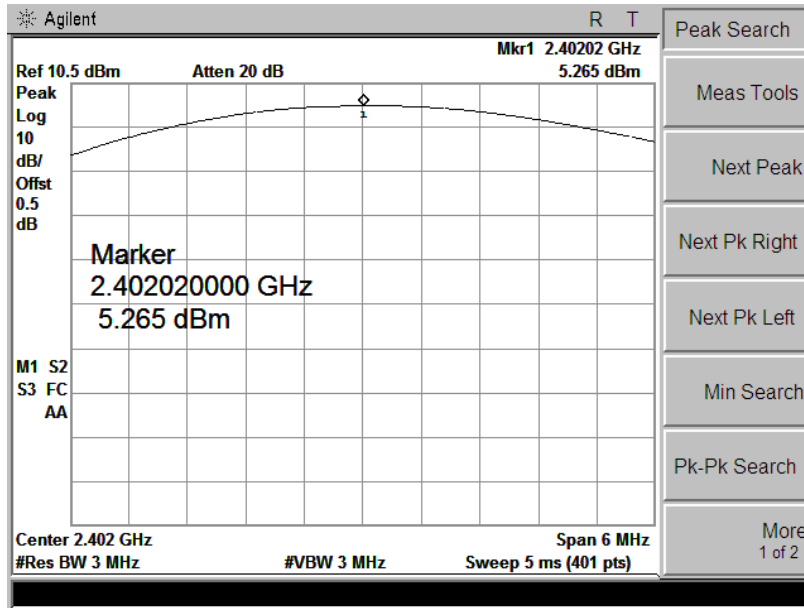 Agilent R T
Mkr1 2.40202 GHz
Ref 10.5 dBm Atten 20 dB 5.265 dBm
Peak
Log
10
dB/
Offst
0.5
dB
1
Marker
2.402020000 GHz
5.265 dBm
M1 S2
S3 FC
AA
Center 2.402 GHz Span 6 MHz
#Res BW 3 MHz #VBW 3 MHz Sweep 5 ms (401 pts)
Peak Search
Meas Tools
Next Peak
Next Pk Right
Next Pk Left
Min Search
Pk-Pk Search
More
1 of 2